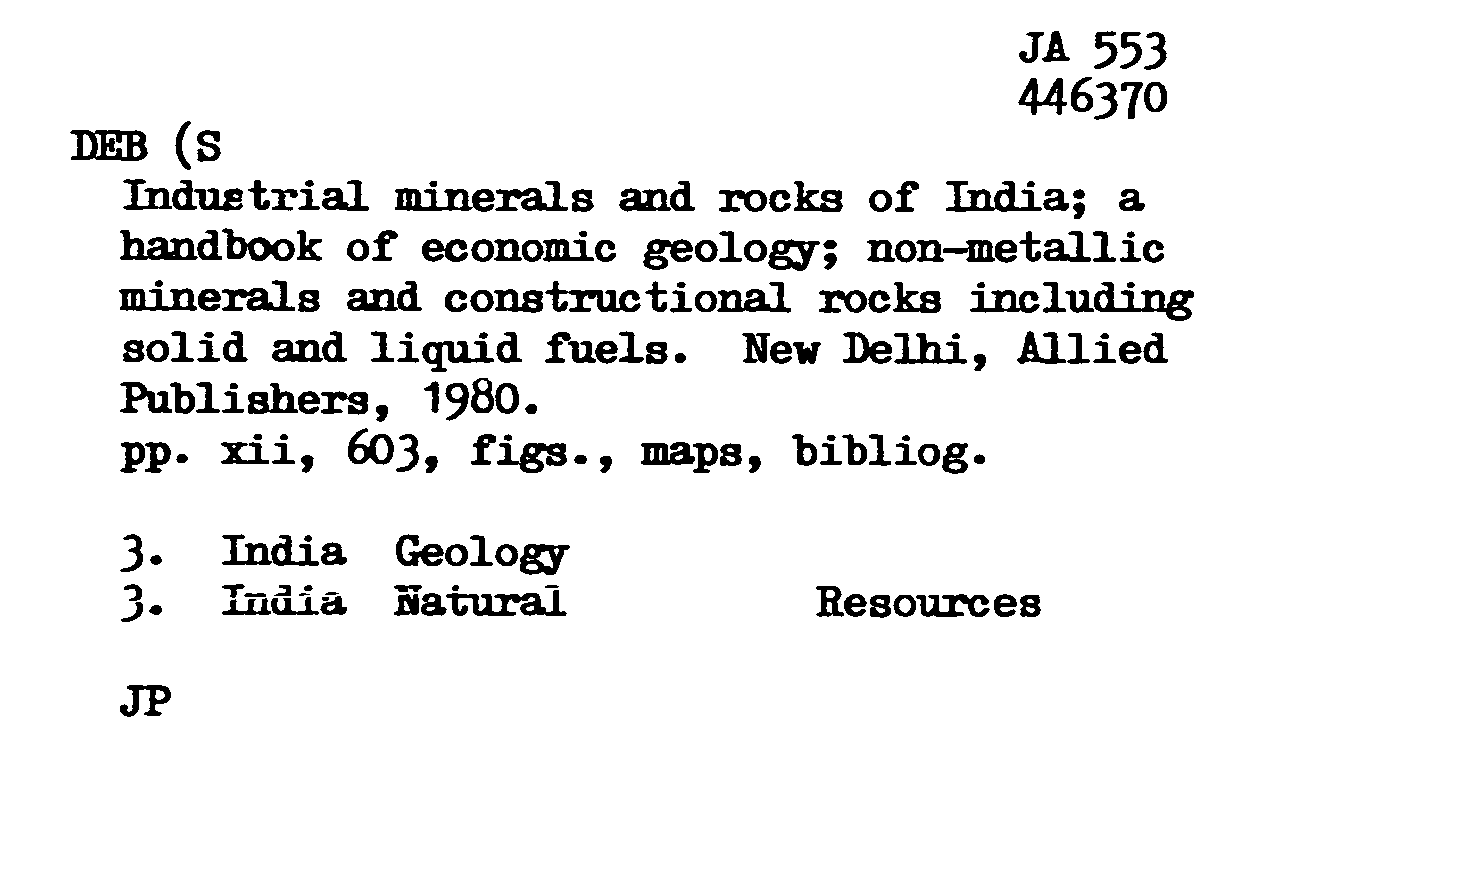 JA 553
446370
DEB (S
Industrial minerals and rocks of India; a
handbook of economic geology; non-metallic
minerals and constructional rocks including
solid and liquid fuels. New Delhi, Allied
Publishers, 1980.
pp. xii, 603, figs., maps, bibliog.
3. India Geology
3. India Natural Resources
JP